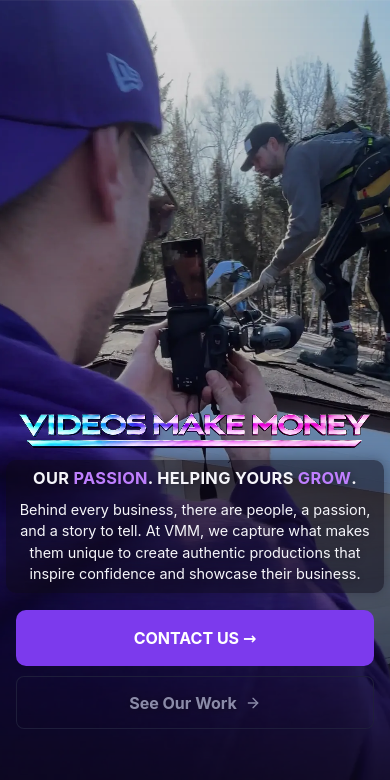 VIDEOS MAKE MONEY
OUR PASSION. HELPING YOURS GROW.
Behind every business, there are people, a passion,
and a story to tell. At VMM, we capture what makes
them unique to create authentic productions that
inspire confidence and showcase their business.
CONTACT US →
See Our Work →